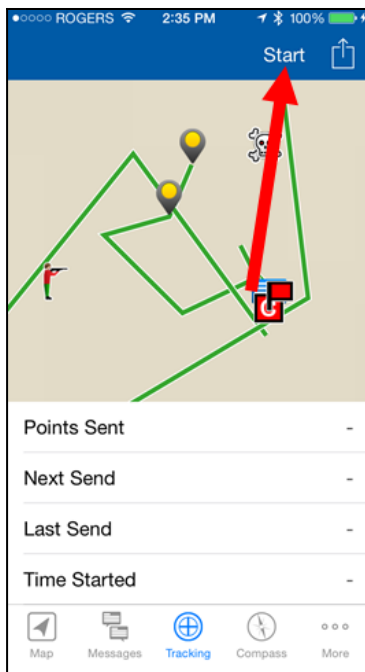 ROGERS 2:35 PM 100%
Start
Points Sent -
Next Send -
Last Send -
Time Started -
Map Messages Tracking Compass More